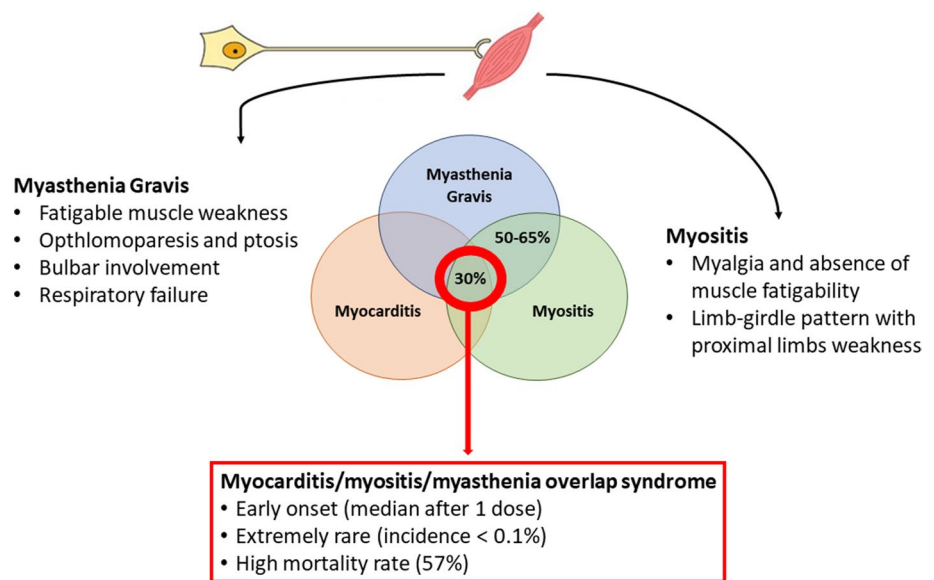 Myasthenia Gravis
• Fatigable muscle weakness
• Opthlomoparesis and ptosis
• Bulbar involvement
• Respiratory failure
Myasthenia
Gravis
50-65%
30%
Myocarditis
Myositis
Myositis
• Myalgia and absence of
muscle fatigability
• Limb-girdle pattern with
proximal limbs weakness
Myocarditis/myositis/myasthenia overlap syndrome
• Early onset (median after 1 dose)
• Extremely rare (incidence < 0.1%)
• High mortality rate (57%)